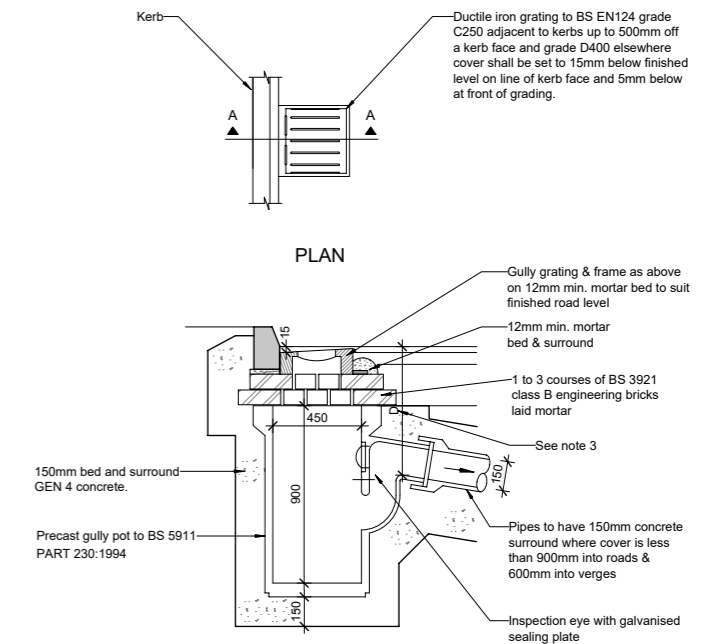 Kerb
Ductile iron grating to BS EN124 grade
C250 adjacent to kerbs up to 500mm off
a kerb face and grade D400 elsewhere
cover shall be set to 15mm below finished
level on line of kerb face and 5mm below
at front of grading.
A
A
PLAN
Gully grating & frame as above
on 12mm min. mortar bed to suit
finished road level
15
12mm min. mortar
bed & surround
1 to 3 courses of BS 3921
class B engineering bricks
laid mortar
450
D
See note 3
150mm bed and surround
GEN 4 concrete.
900
150
Precast gully pot to BS 5911
PART 230:1994
Pipes to have 150mm concrete
surround where cover is less
than 900mm into roads &
600mm into verges
150
Inspection eye with galvanised
sealing plate